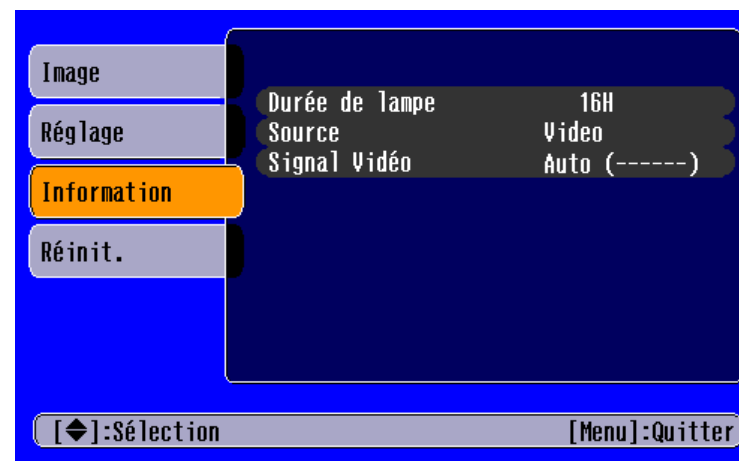 Image
Réglage
Information
Réinit.
Durée de lampe 16H
Source Video
Signal Vidéo Auto (------)
[◆]:Sélection [Menu]:Quitter